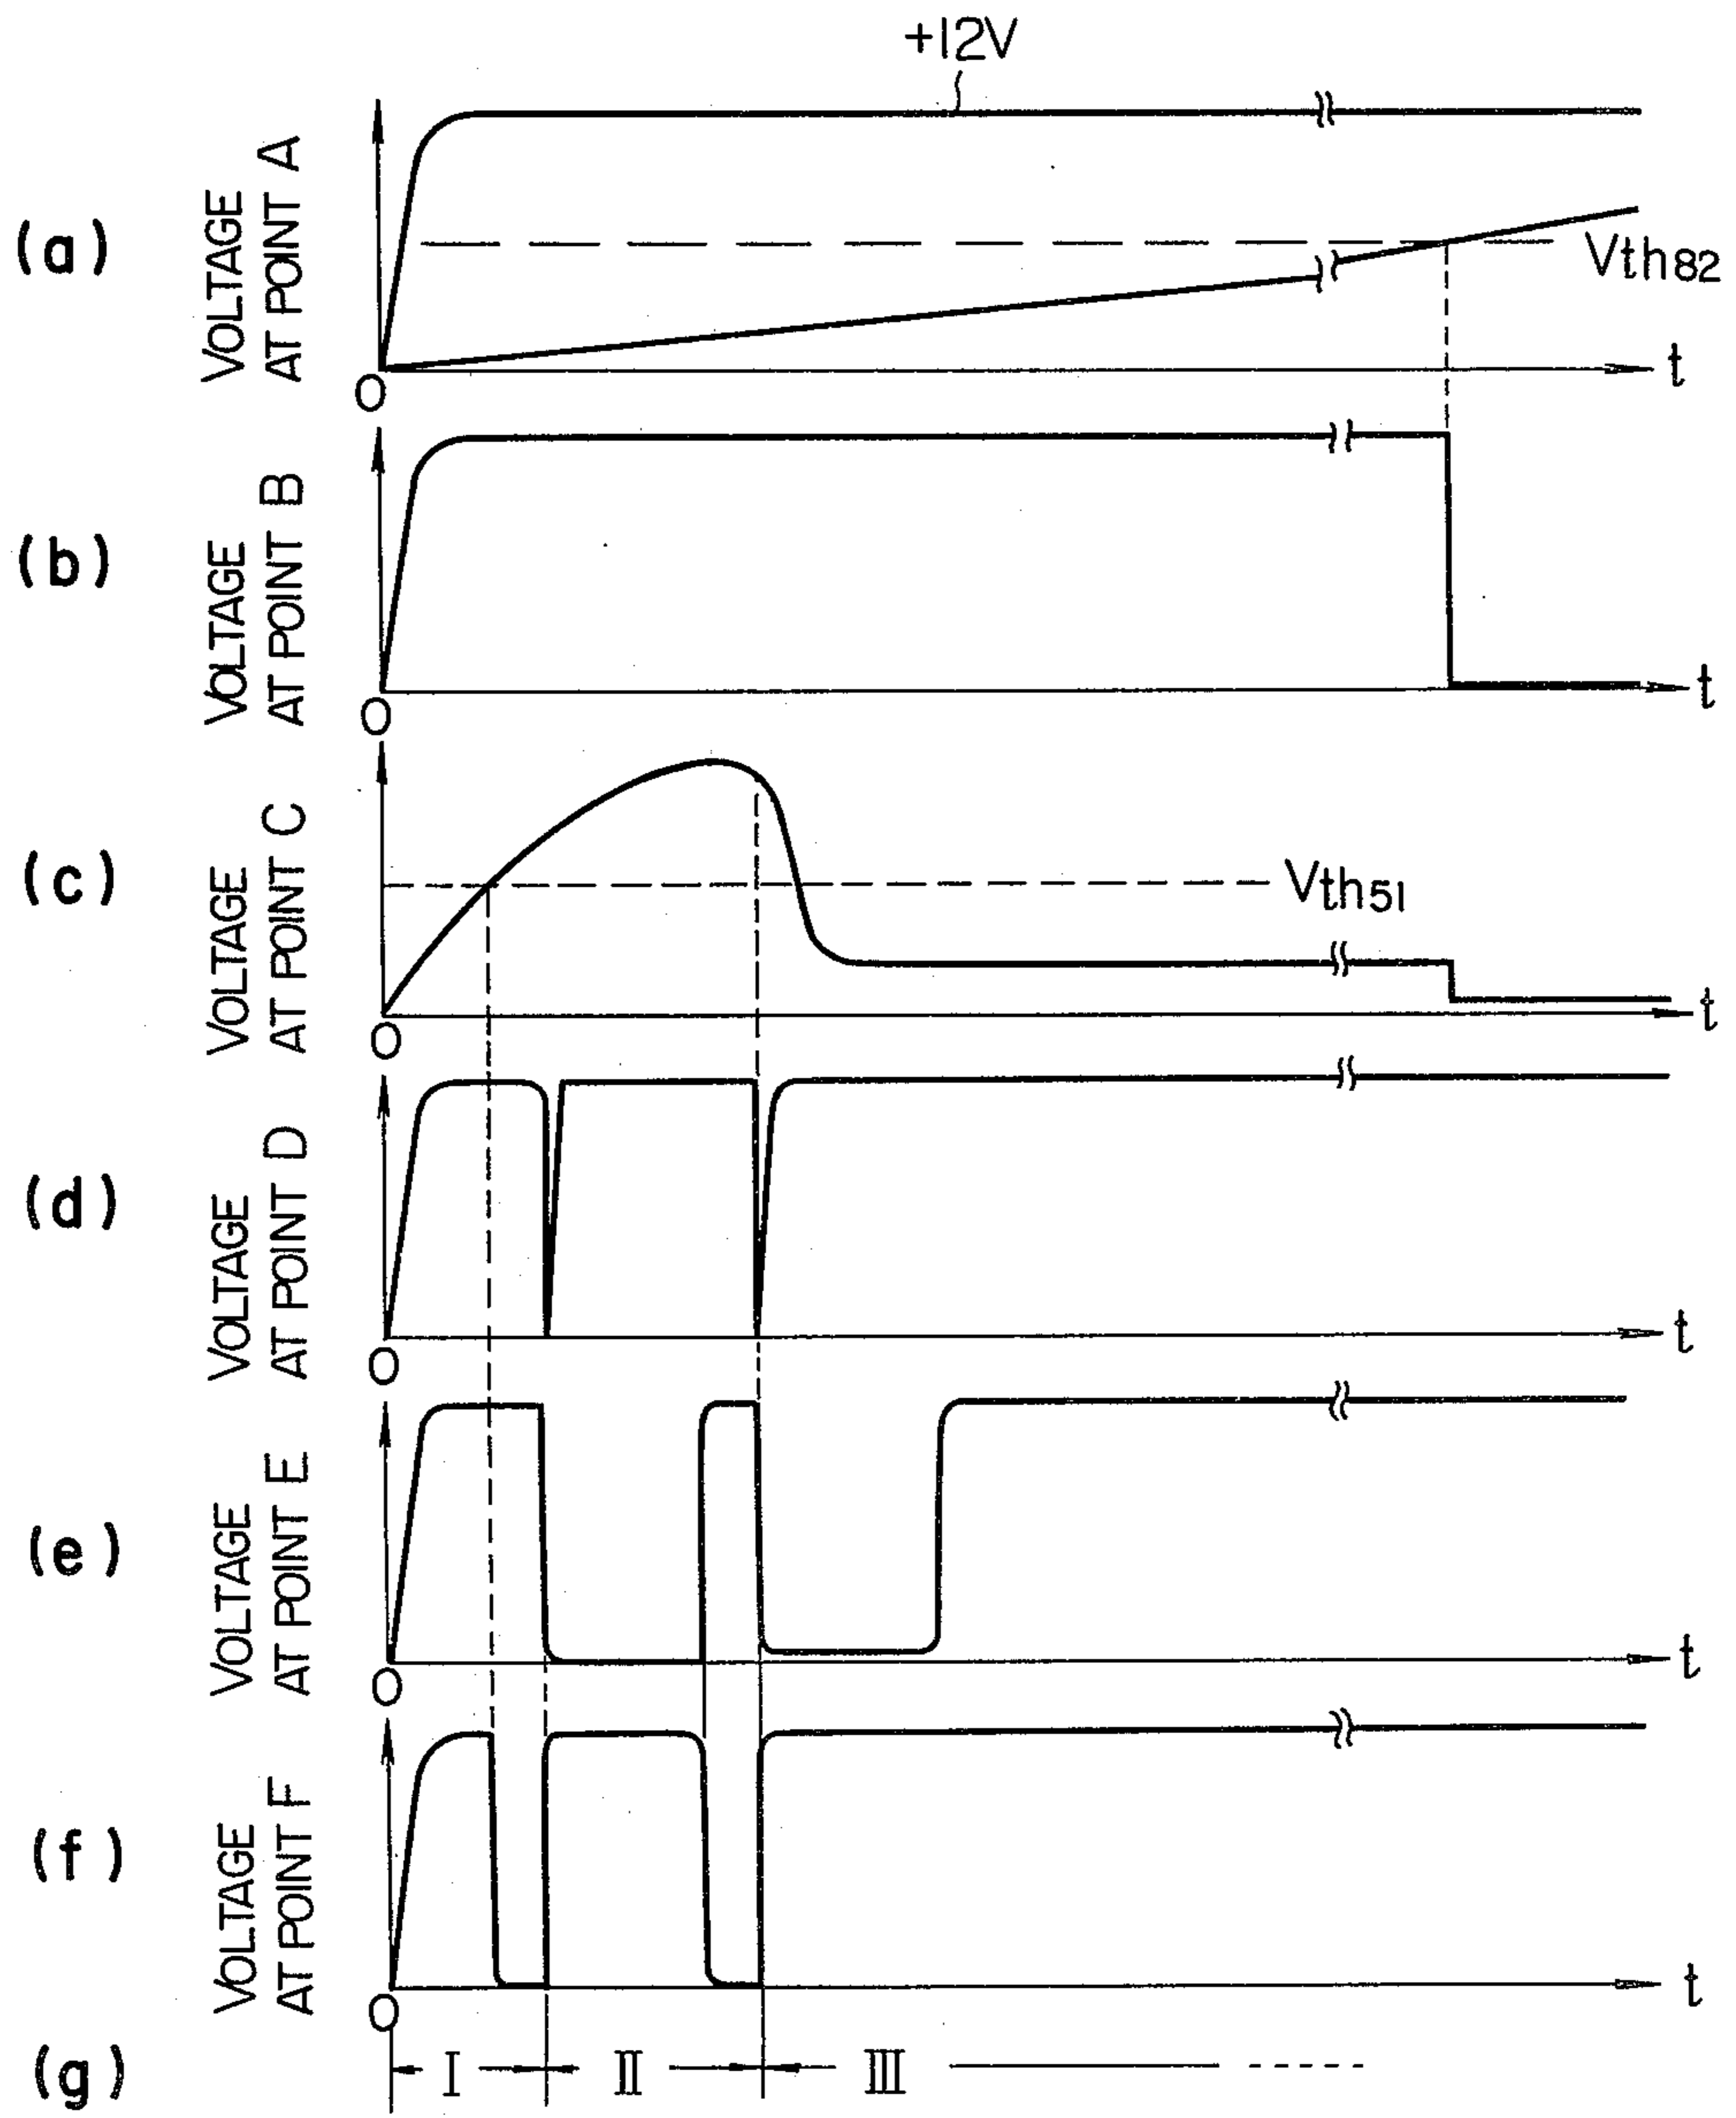 +12V
(a)
VOLTAGE
AT POINT A
Vth82
t
O
(b)
VOLTAGE
AT POINT B
t
O
(c)
VOLTAGE
AT POINT C
Vth51
t
O
(d)
VOLTAGE
AT POINT D
t
O
(e)
VOLTAGE
AT POINT E
t
O
(f)
VOLTAGE
AT POINT F
t
O
(g)
I II III